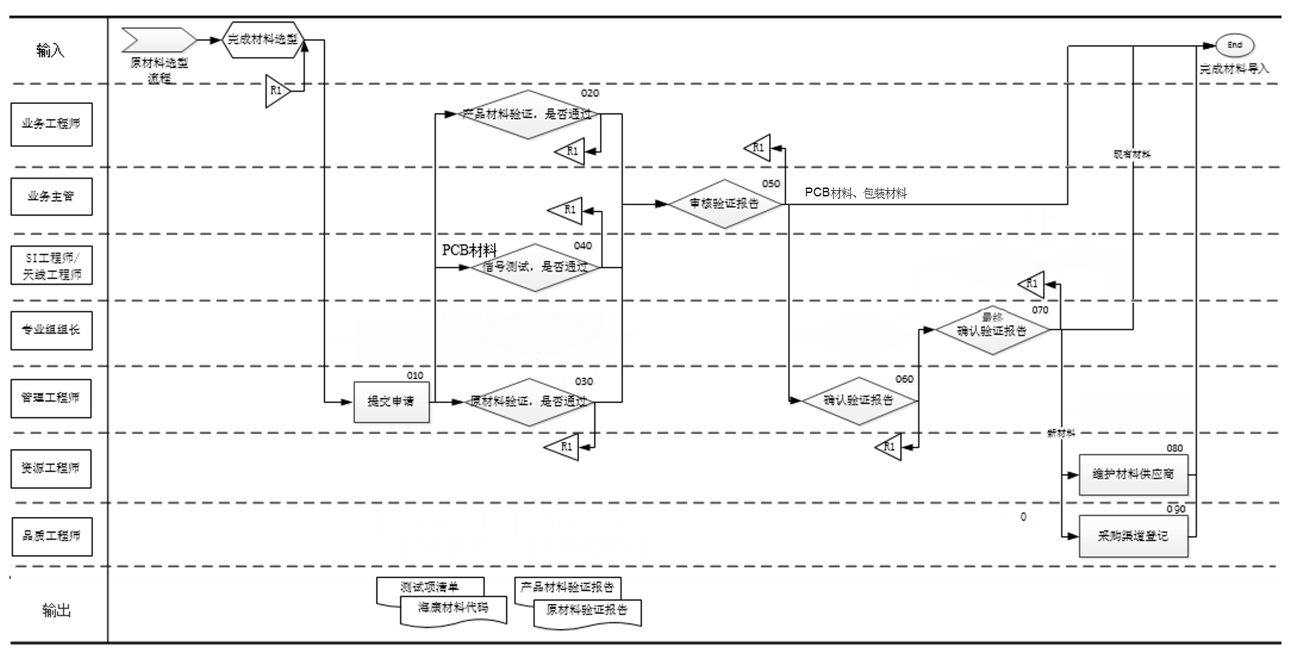 输入
原材料选型
流程
完成材料选型
R1
End
完成材料导入
业务工程师
020
产品材料验证，是否通过
R1
R1
现有材料
业务主管
050
审核验证报告
PCB材料、包装材料
R1
SI工程师/
天线工程师
PCB材料
040
信号测试，是否通过
R1
专业组组长
070
最终
确认验证报告
管理工程师
010
提交申请
030
原材料验证，是否通过
060
确认验证报告
R1
R1
新材料
资源工程师
080
维护材料供应商
品质工程师
0
090
采购渠道登记
输出
测试项清单
海康材料代码
产品材料验证报告
原材料验证报告